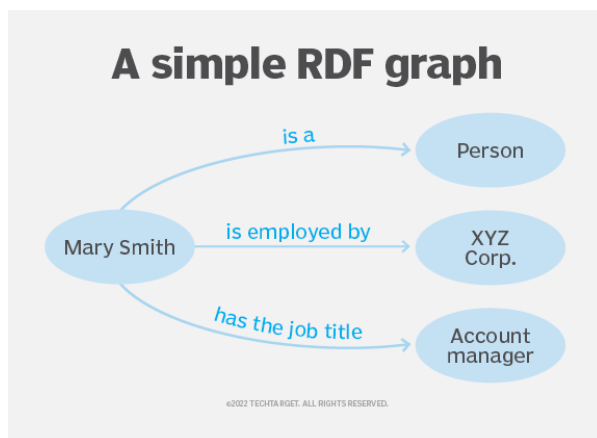 A simple RDF graph
is a
Person
Mary Smith
is employed by
XYZ
Corp.
has the job title
Account
manager
©2022 TECHTARGET. ALL RIGHTS RESERVED.